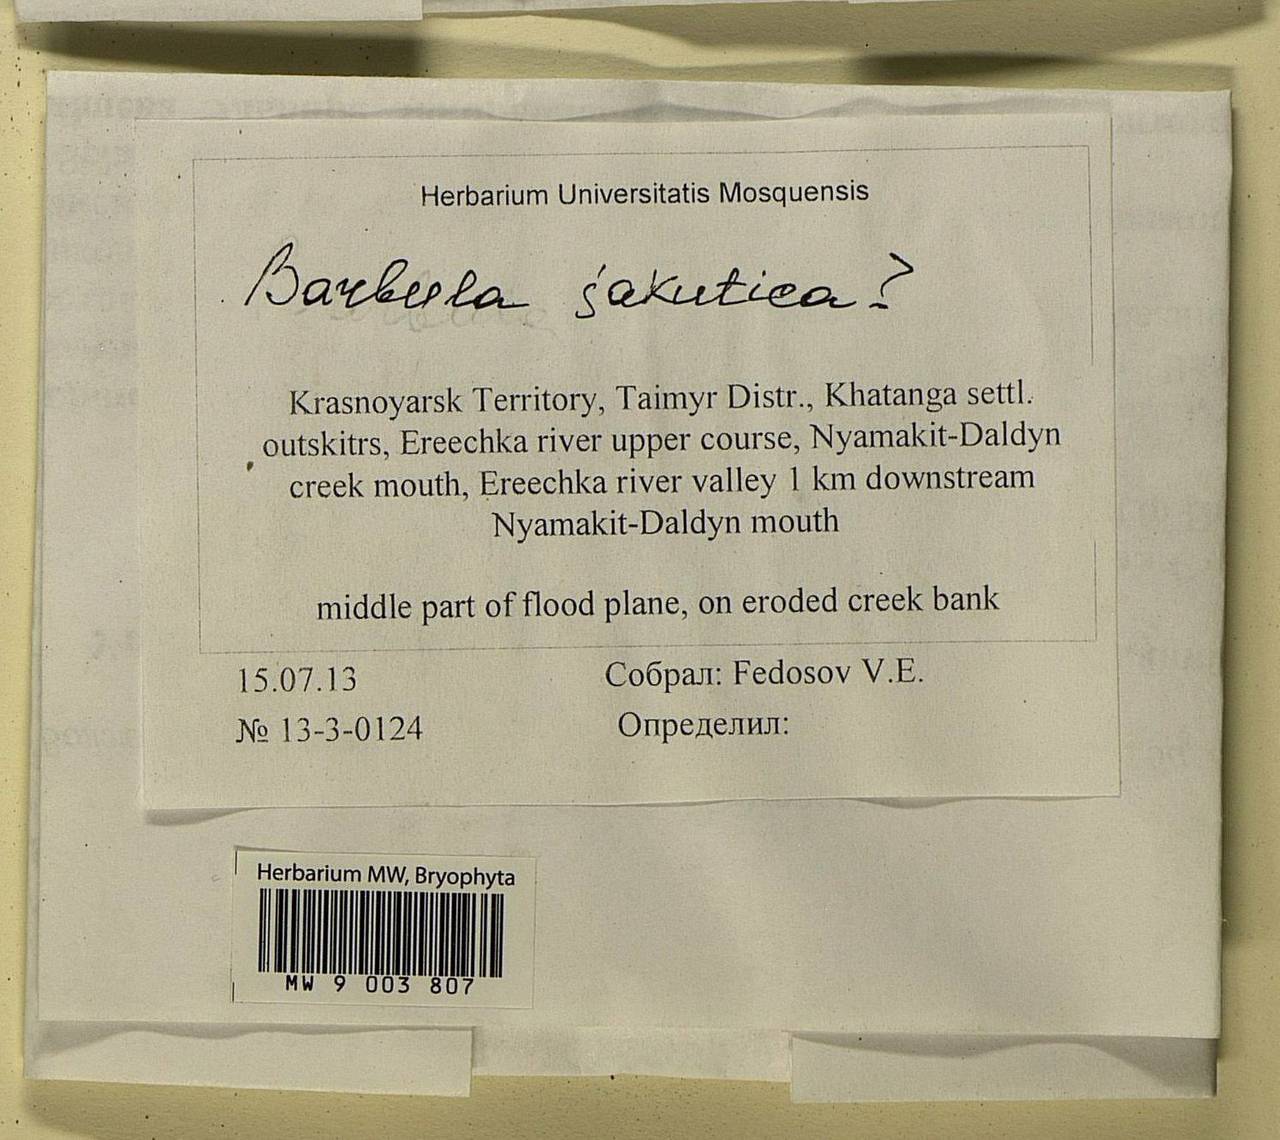 Herbarium Universitatis Mosquensis
Barbula jakutica?
Krasnoyarsk Territory, Taimyr Distr., Khatanga settl.
outskitrs, Ereechka river upper course, Nyamakit-Daldyn
creek mouth, Ereechka river valley 1 km downstream
Nyamakit-Daldyn mouth
middle part of flood plane, on eroded creek bank
15.07.13
Собрал: Fedosov V.E.
№ 13-3-0124
Определил:
Herbarium MW, Bryophyta
MW 9 003 807